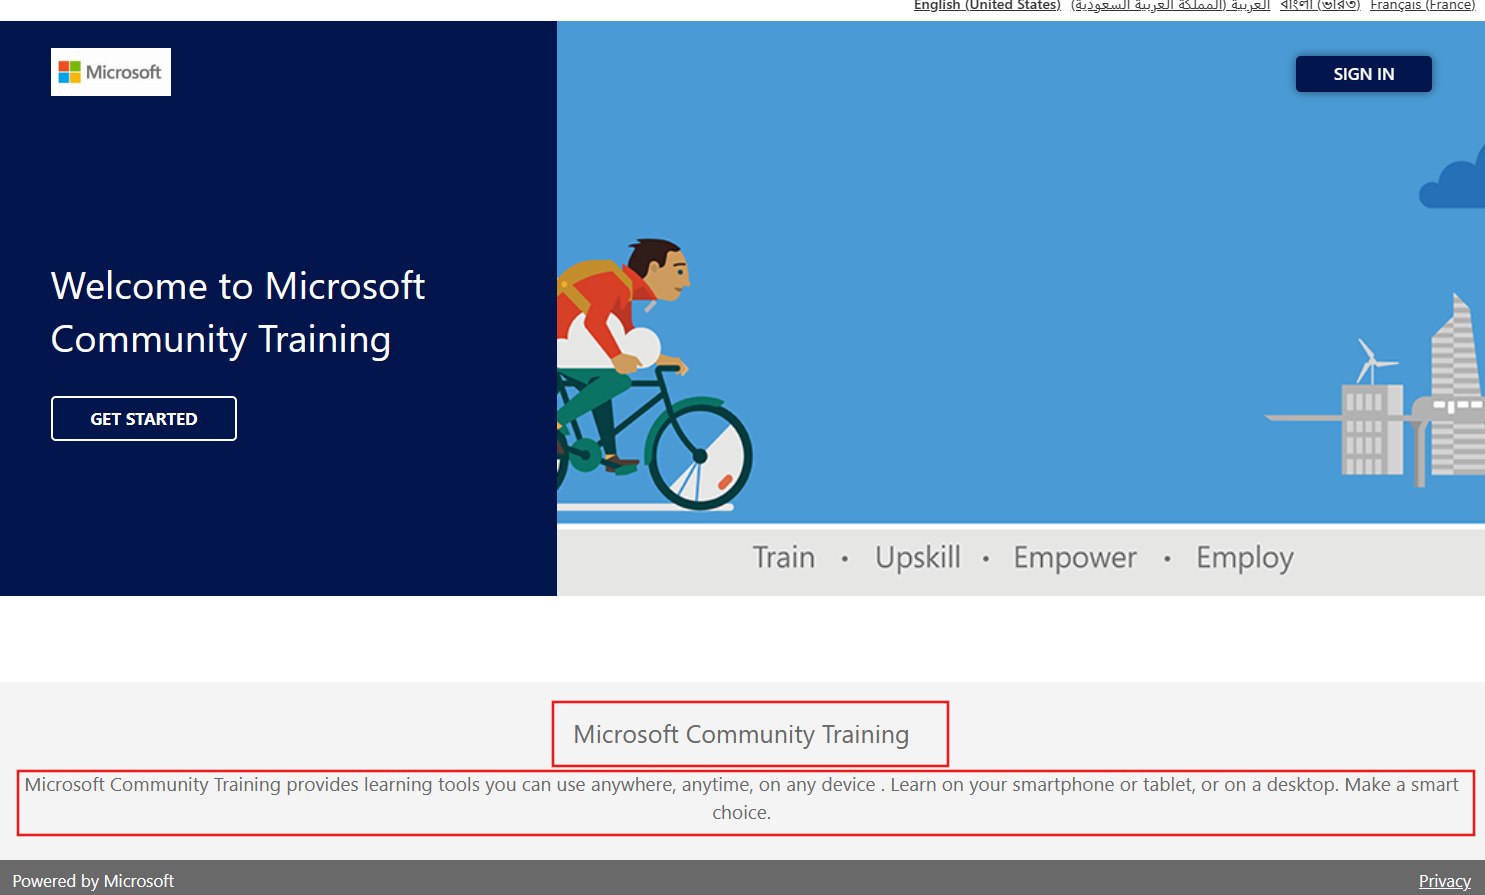 English (United States) العربية (المملكة العربية السعودية) বাংলা (ভারত) Français (France)
Microsoft
SIGN IN
Welcome to Microsoft
Community Training
GET STARTED
Train • Upskill • Empower • Employ
Microsoft Community Training
Microsoft Community Training provides learning tools you can use anywhere, anytime, on any device . Learn on your smartphone or tablet, or on a desktop. Make a smart
choice.
Powered by Microsoft
Privacy